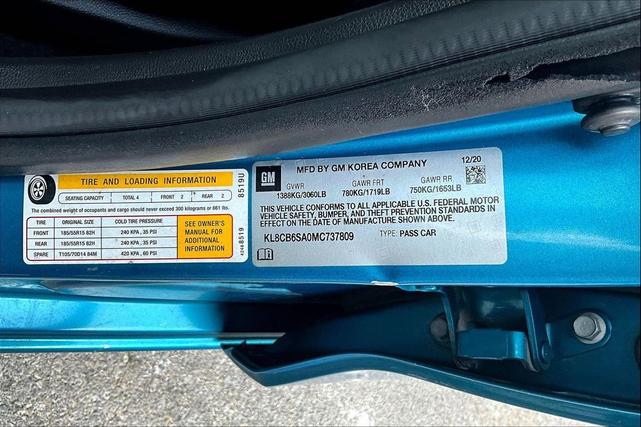 TIRE AND LOADING INFORMATION
SEATING CAPACITY TOTAL 4 FRONT 2 REAR 2
The combined weight of occupants and cargo should never exceed 300 kilograms or 661 lbs.
TIRE ORIGINAL SIZE COLD TIRE PRESSURE
FRONT 185/55R15 82H 240 KPA, 35 PSI
REAR 185/55R15 82H 240 KPA, 35 PSI
SPARE T105/70D14 84M 420 KPA, 60 PSI
SEE OWNER'S
MANUAL FOR
ADDITIONAL
INFORMATION
8519U
42488519
GM
MFD BY GM KOREA COMPANY 12/20
GVWR GAWR FRT GAWR RR
1388KG/3060LB 780KG/1719LB 750KG/1653LB
THIS VEHICLE CONFORMS TO ALL APPLICABLE U.S. FEDERAL MOTOR
VEHICLE SAFETY, BUMPER, AND THEFT PREVENTION STANDARDS IN
EFFECT ON THE DATE OF MANUFACTURE SHOWN ABOVE.
KL8CB6SA0MC737809 TYPE: PASS CAR